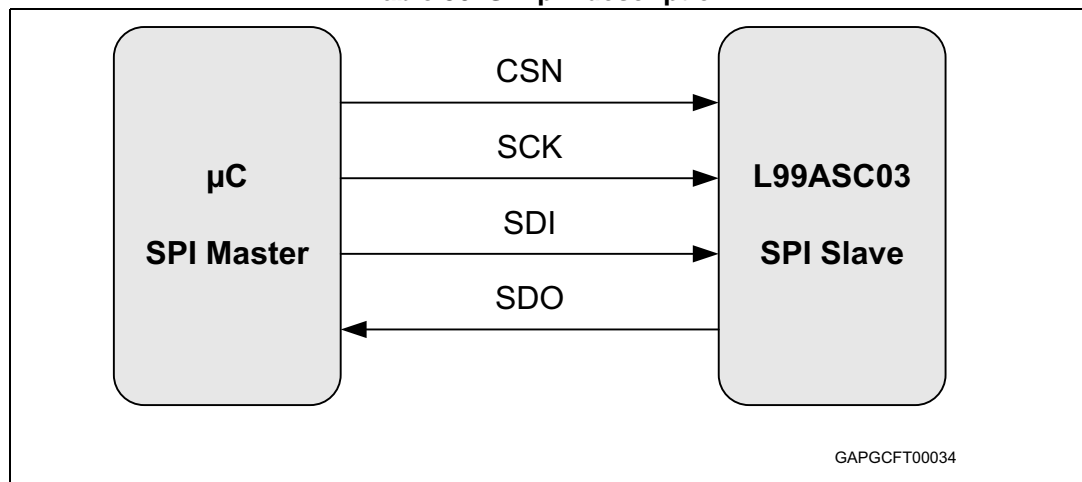 CSN
SCK
µC
L99ASC03
SDI
SPI Master
SPI Slave
SDO
GAPGCFT00034